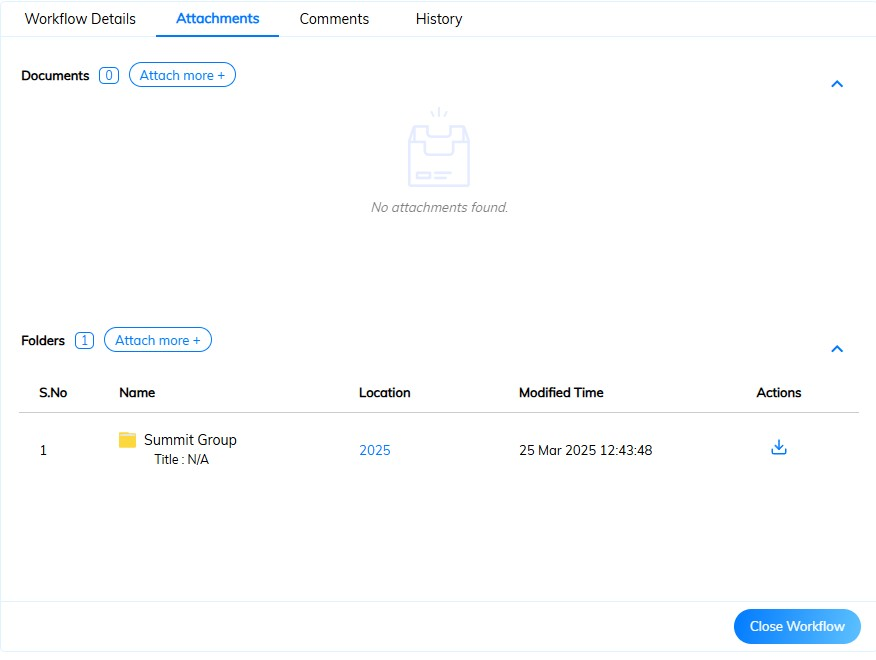 Workflow Details Attachments Comments History
Documents 0 Attach more +
No attachments found.
Folders 1 Attach more +
S.No Name Location Modified Time Actions
1 Summit Group 2025 25 Mar 2025 12:43:48
Title : N/A
Close Workflow